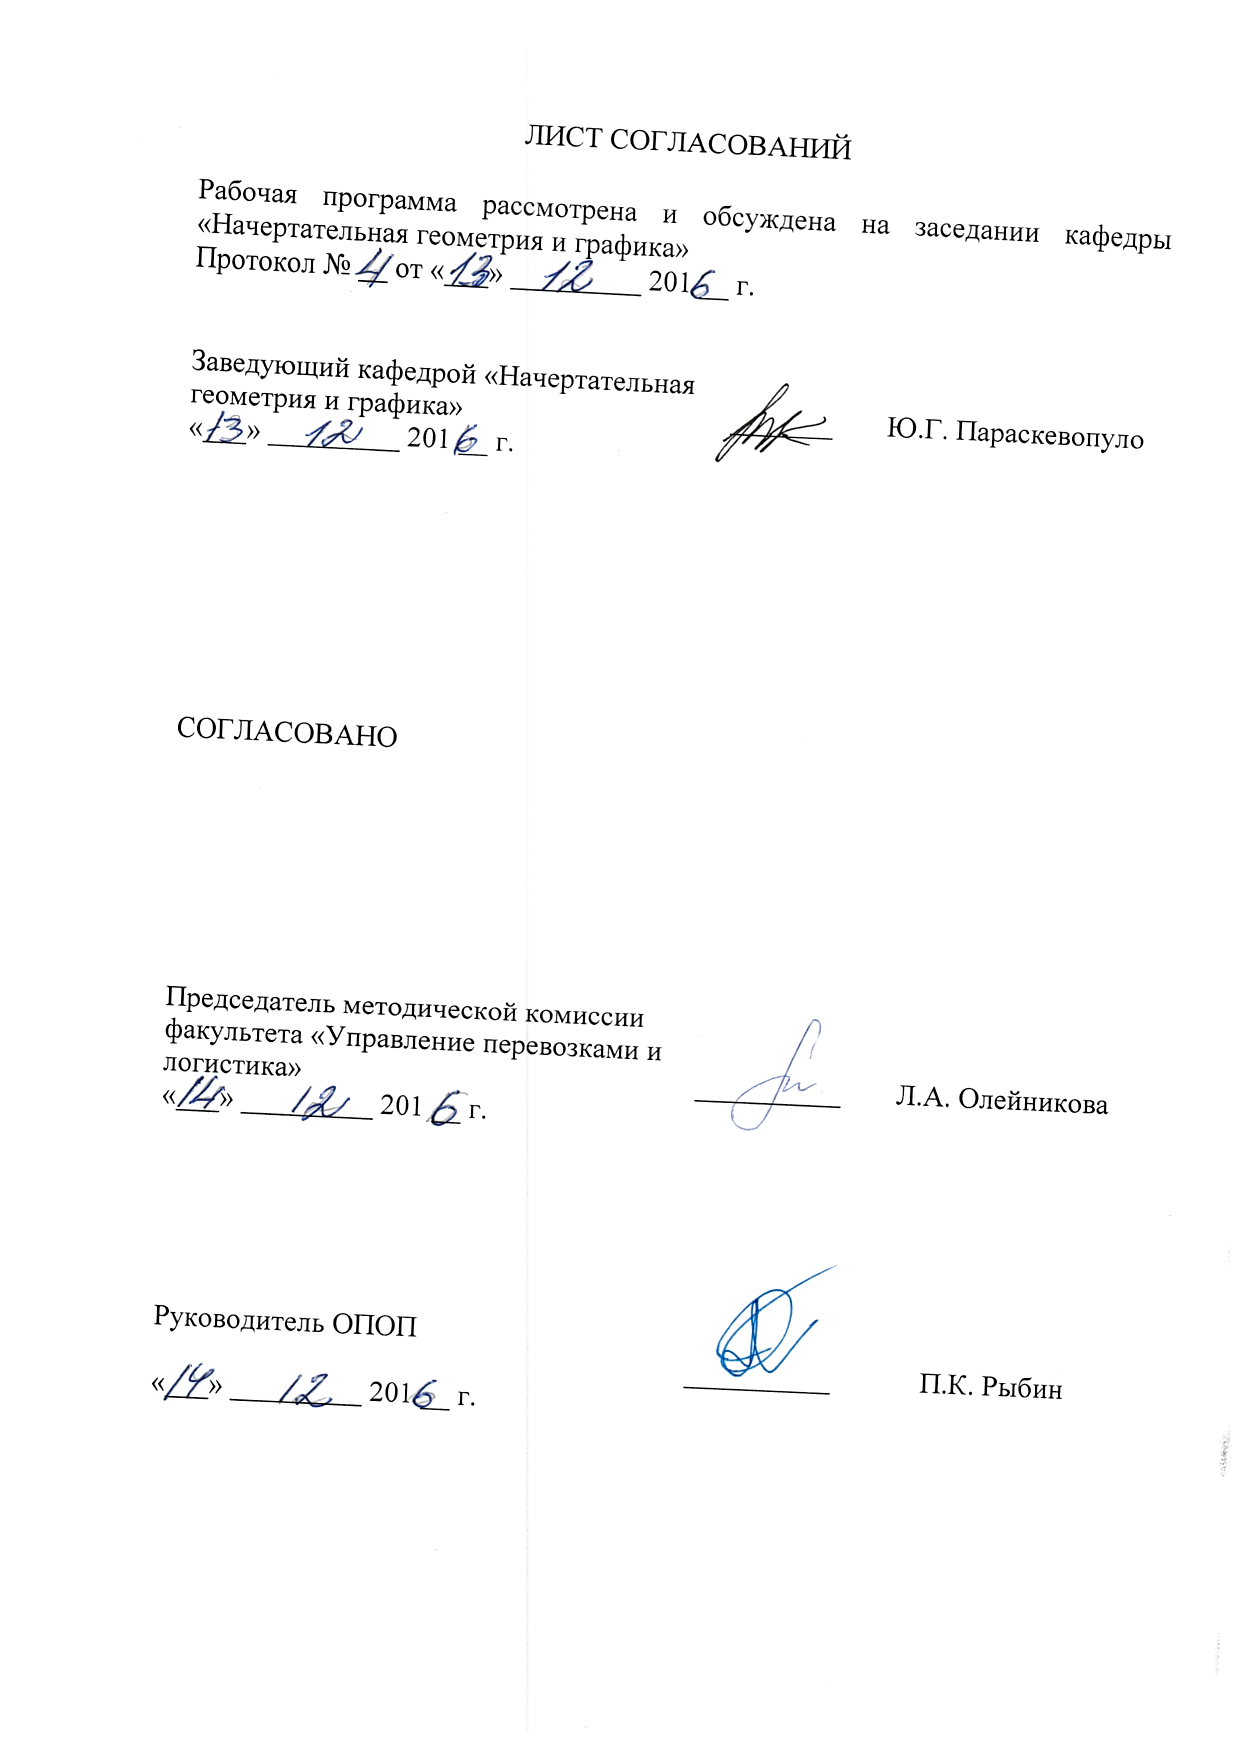 ЛИСТ СОГЛАСОВАНИЙ
Рабочая программа рассмотрена и обсуждена на заседании кафедры
«Начертательная геометрия и графика»
Протокол № 4 от «13» 12 2016 г.
Заведующий кафедрой «Начертательная
геометрия и графика»
«13» 12 2016 г. Ю.Г. Параскевопуло
СОГЛАСОВАНО
Председатель методической комиссии
факультета «Управление перевозками и
логистика»
«14» 12 2016 г. Л.А. Олейникова
Руководитель ОПОП
«14» 12 2016 г. П.К. Рыбин